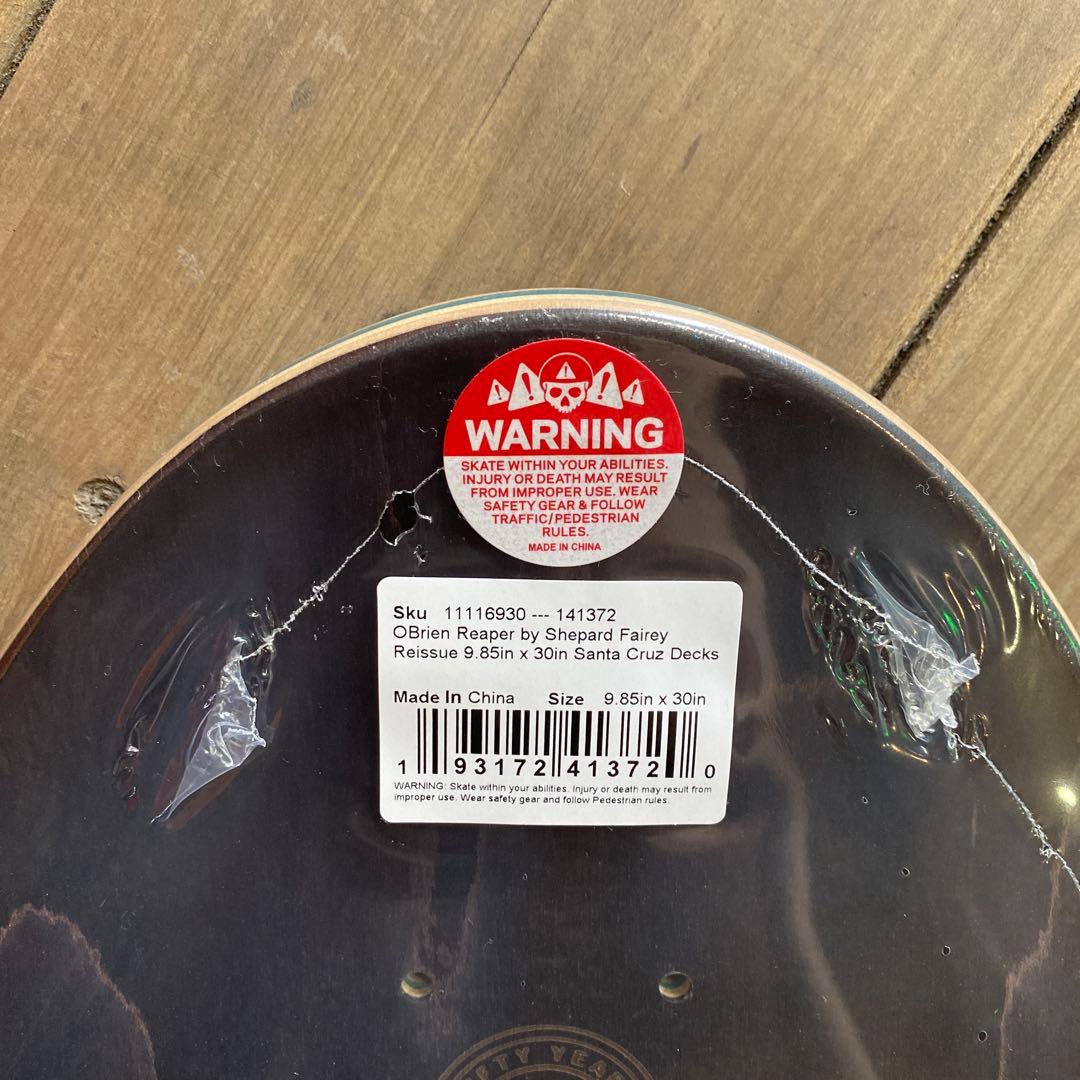 WARNING
SKATE WITHIN YOUR ABILITIES.
INJURY OR DEATH MAY RESULT
FROM IMPROPER USE. WEAR
SAFETY GEAR & FOLLOW
TRAFFIC/PEDESTRIAN
RULES.
MADE IN CHINA
Sku 11116930 --- 141372
OBrien Reaper by Shepard Fairey
Reissue 9.85in x 30in Santa Cruz Decks
Made In China Size 9.85in x 30in
1 93172 41372 0
WARNING: Skate within your abilities. Injury or death may result from
improper use. Wear safety gear and follow Pedestrian rules.